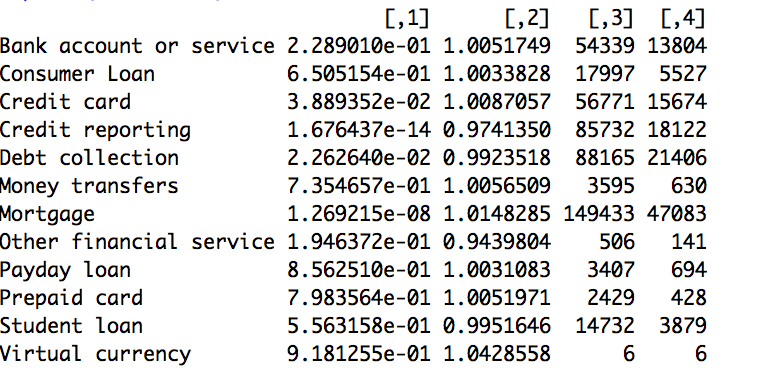 [,1] [,2] [,3] [,4]
Bank account or service 2.289010e-01 1.0051749 54339 13804
Consumer Loan 6.505154e-01 1.0033828 17997 5527
Credit card 3.889352e-02 1.0087057 56771 15674
Credit reporting 1.676437e-14 0.9741350 85732 18122
Debt collection 2.262640e-02 0.9923518 88165 21406
Money transfers 7.354657e-01 1.0056509 3595 630
Mortgage 1.269215e-08 1.0148285 149433 47083
Other financial service 1.946372e-01 0.9439804 506 141
Payday loan 8.562510e-01 1.0031083 3407 694
Prepaid card 7.983564e-01 1.0051971 2429 428
Student loan 5.563158e-01 0.9951646 14732 3879
Virtual currency 9.181255e-01 1.0428558 6 6